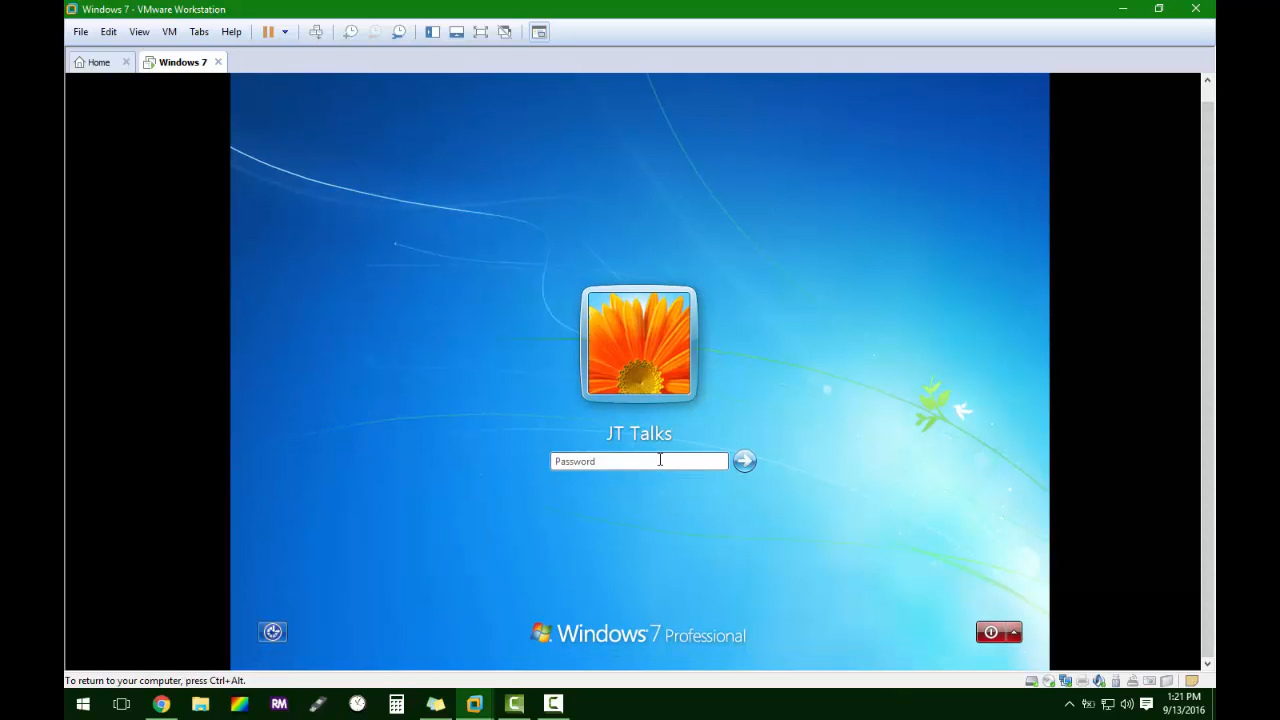 Windows 7 - VMware Workstation
File Edit View VM Tabs Help
Home Windows 7
JT Talks
Password
Windows 7 Professional
To return to your computer, press Ctrl+Alt.
RM
1:21 PM
9/13/2016